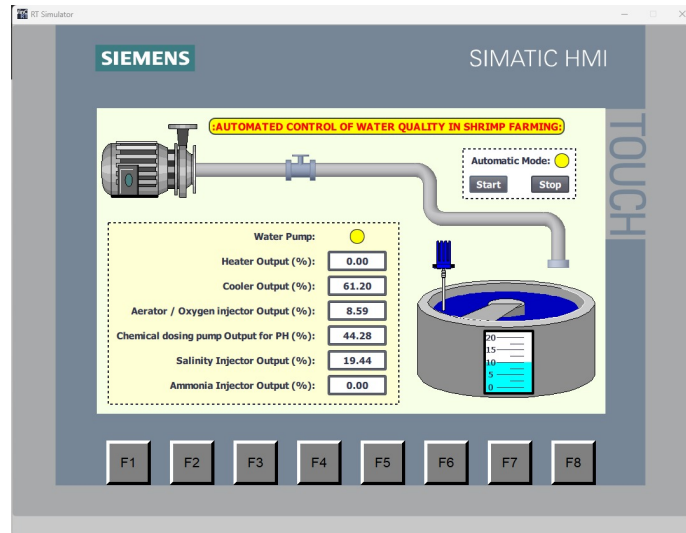 RT Simulator
SIEMENS
SIMATIC HMI
TOUCH
:AUTOMATED CONTROL OF WATER QUALITY IN SHRIMP FARMING:
Automatic Mode:
Start Stop
Water Pump:
Heater Output (%): 0.00
Cooler Output (%): 61.20
Aerator / Oxygen injector Output (%): 8.59
Chemical dosing pump Output for PH (%): 44.28
Salinity Injector Output (%): 19.44
Ammonia Injector Output (%): 0.00
20
15
10
5
0
F1 F2 F3 F4 F5 F6 F7 F8